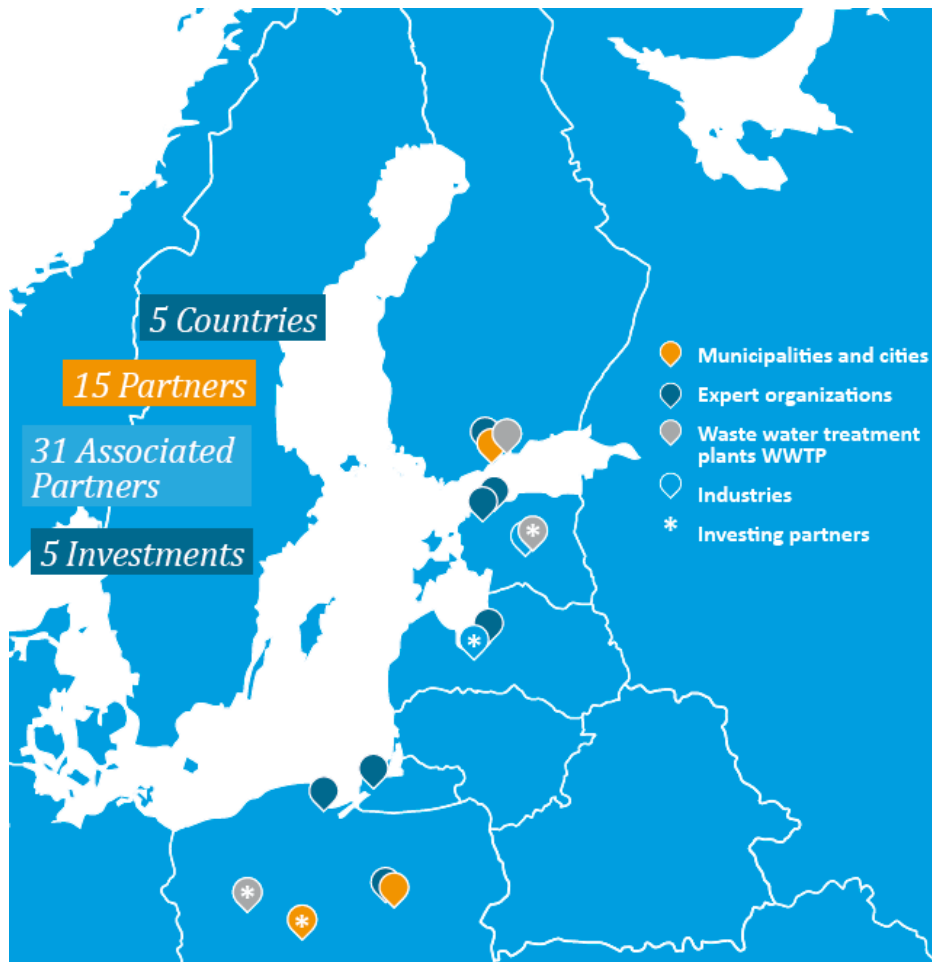 5 Countries
15 Partners
31 Associated
Partners
5 Investments
Municipalities and cities
Expert organizations
Waste water treatment
plants WWTP
Industries
* Investing partners